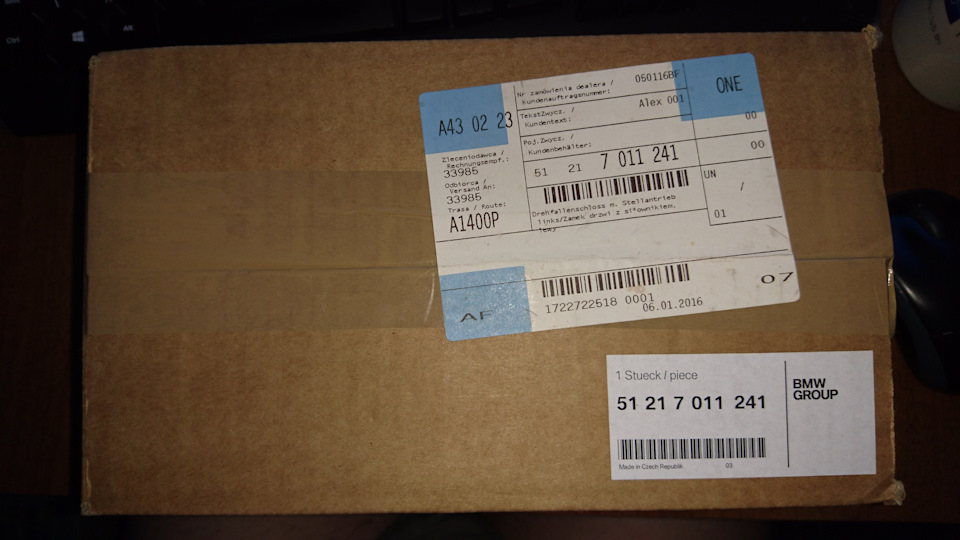 Ctrl
Alt
A43 02 23
Zleceniodawca /
Rechnungsempf.:
33985
Odbiorca /
Versand An:
33985
Trasa / Route:
A1400P
Nr zamówienia dealera /
Kundenauftragsnummer:
050116BF
TekstZwycz. /
Kundentext:
Alex 001
Poj.Zwycz. /
Kundenbehälter:
51 21 7 011 241
Drehfallenschloss m. Stellantrieb
links/Zamek drzwi z siłownikiem,
lewy
ONE
00
00
UN
/
01
AF
1722722518 0001
06.01.2016
07
1 Stueck / piece
51 21 7 011 241
Made in Czech Republik
03
BMW
GROUP